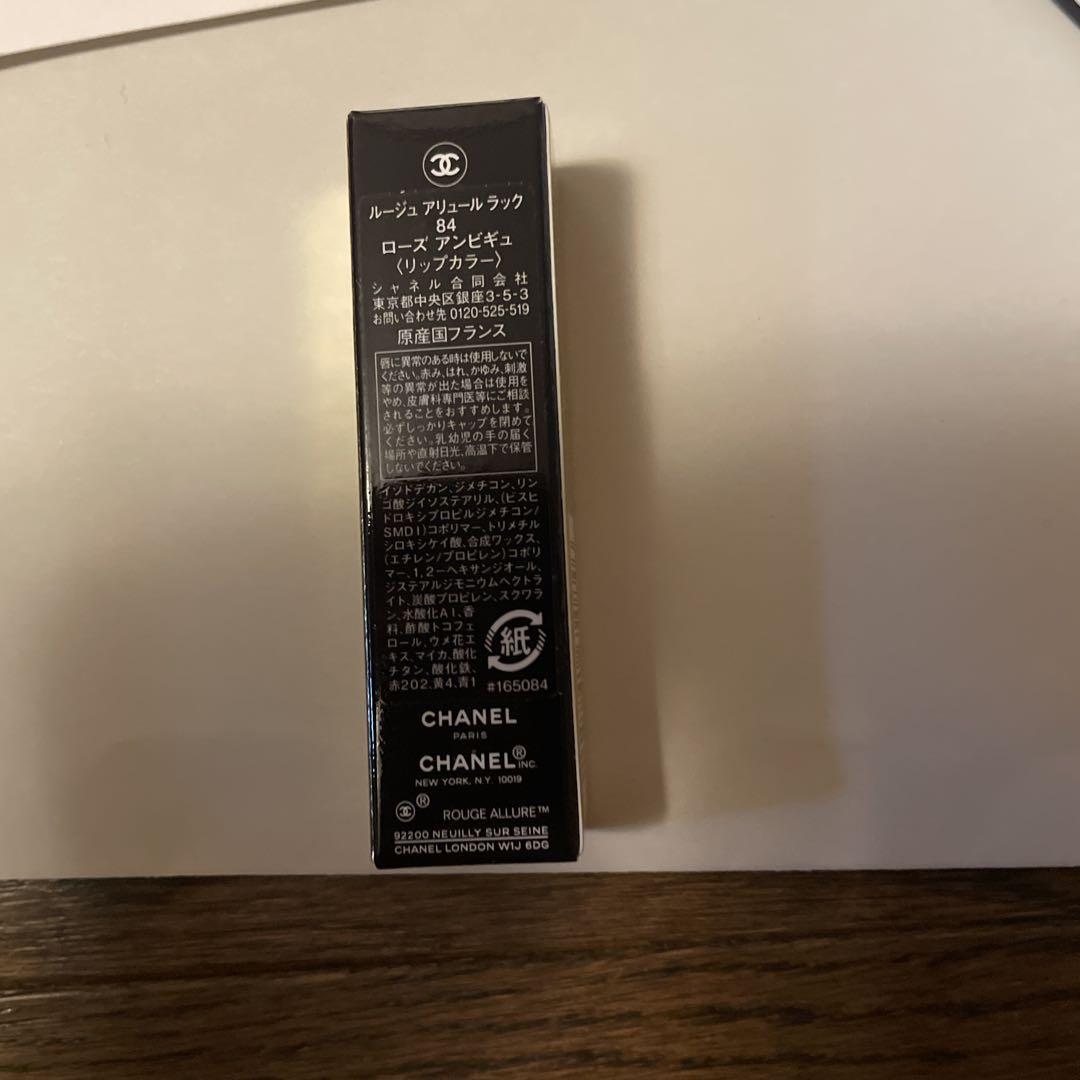 ルージュ アリュール ラック
84
ローズ アンビギュ
〈リップカラー〉
シャネル合同会社
東京都中央区銀座3-5-3
お問い合わせ先 0120-525-519
原産国フランス
唇に異常のある時は使用しないで
ください。赤み、はれ、かゆみ、刺激
等の異常が出た場合は使用を
やめ、皮膚科専門医等にご相談
されることをおすすめします。
必ずしっかりキャップを閉めて
ください。乳幼児の手の届く
場所や直射日光、高温下で保管
しないでください。
イソドデカン、ジメチコン、リン
ゴ酸ジイソステアリル、(ビスヒ
ドロキシプロピルジメチコン/
SMDI)コポリマー、トリメチル
シロキシケイ酸、合成ワックス、
(エチレン/プロピレン)コポリ
マー、1,2-ヘキサンジオール、
ジステアルジモニウムヘクトラ
イト、炭酸プロピレン、スクワラ
ン、水酸化Al、香
料、酢酸トコフェ
ロール、ウメ花エ
キス、マイカ、酸化
チタン、酸化鉄、
赤202、黄4、青1
紙
#165084
CHANEL
PARIS
CHANEL® INC.
NEW YORK, N.Y. 10019
® ROUGE ALLURE™
92200 NEUILLY SUR SEINE
CHANEL LONDON W1J 6DG